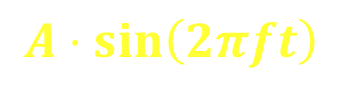 A · sin(2πft)